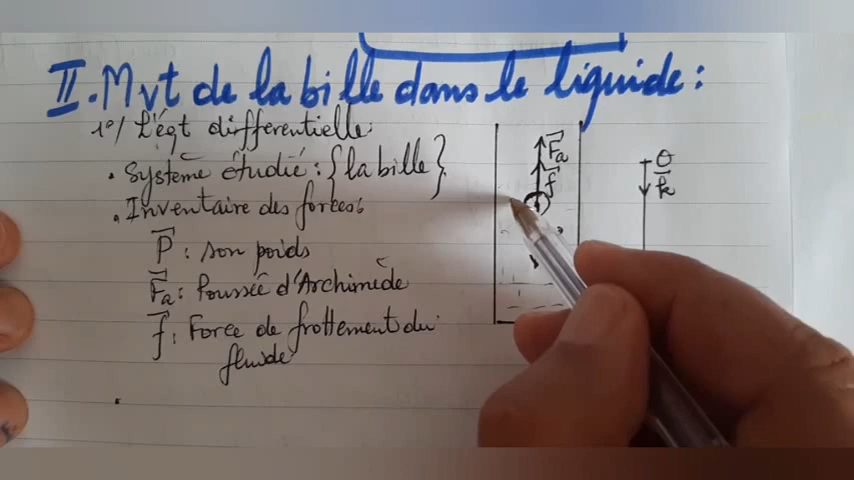 II. Mvt de la bille dans le liquide:
1°/ L'éqt differentielle:
. Système étudié: {la bille}
. Inventaire des forces:
P : son poids
Fa: Poussée d'Archimède
f: Force de frottement du
fluide
Fa
f
O
k